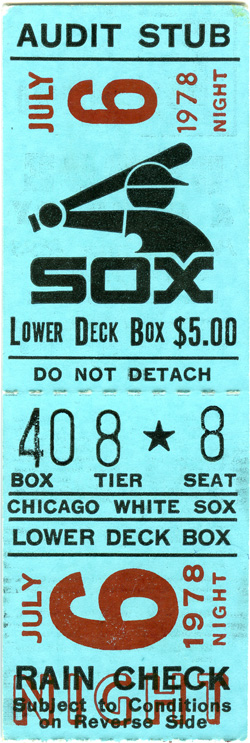 AUDIT STUB
JULY 6 1978 NIGHT
SOX
LOWER DECK BOX $5.00
DO NOT DETACH
408 ★ 8
BOX TIER SEAT
CHICAGO WHITE SOX
LOWER DECK BOX
JULY 6 1978 NIGHT
RAIN CHECK
NIGHT
Subject to Conditions
on Reverse Side